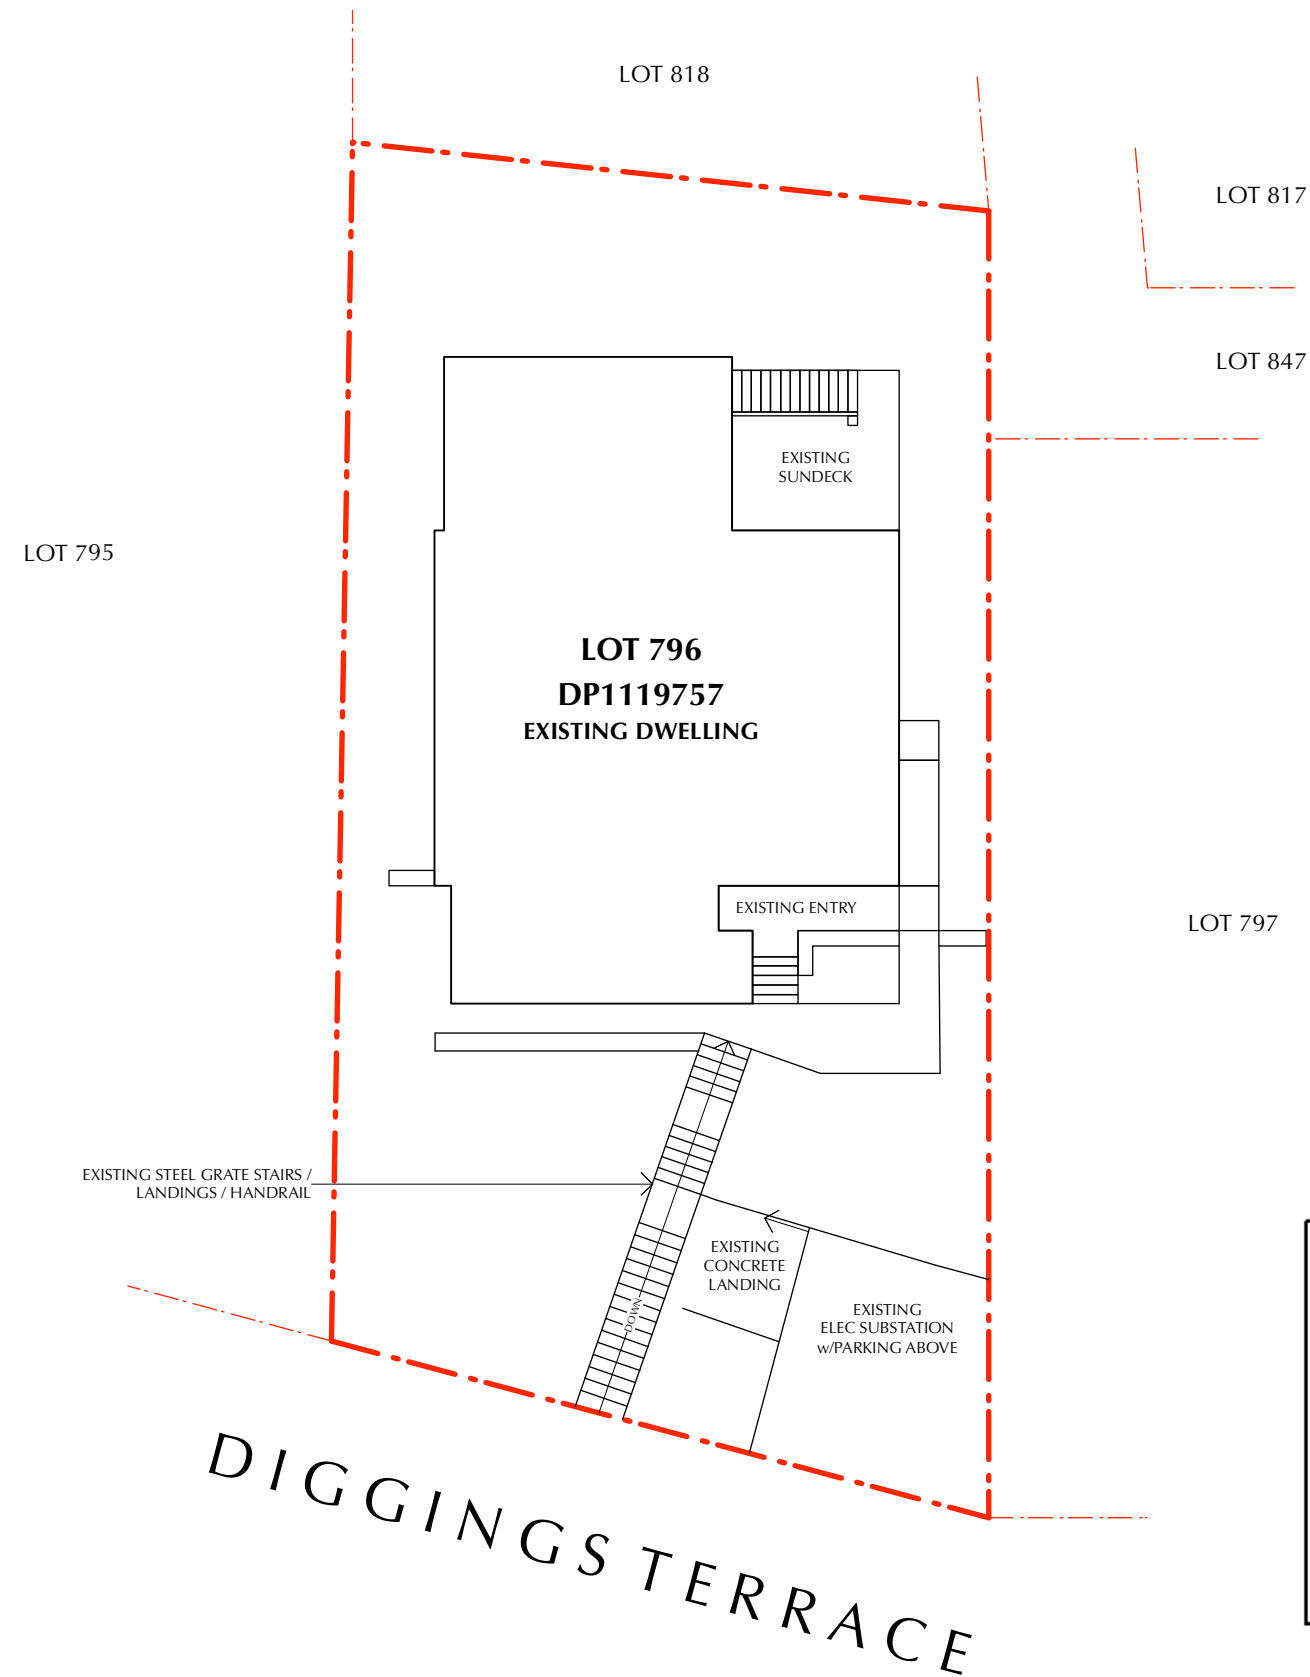 LOT 818
LOT 817
LOT 847
EXISTING
SUNDECK
LOT 795
LOT 796
DP1119757
EXISTING DWELLING
EXISTING ENTRY
LOT 797
EXISTING STEEL GRATE STAIRS /
LANDINGS / HANDRAIL
EXISTING
CONCRETE
LANDING
DOWN
EXISTING
ELEC SUBSTATION
w/PARKING ABOVE
DIGGINGS TERRACE